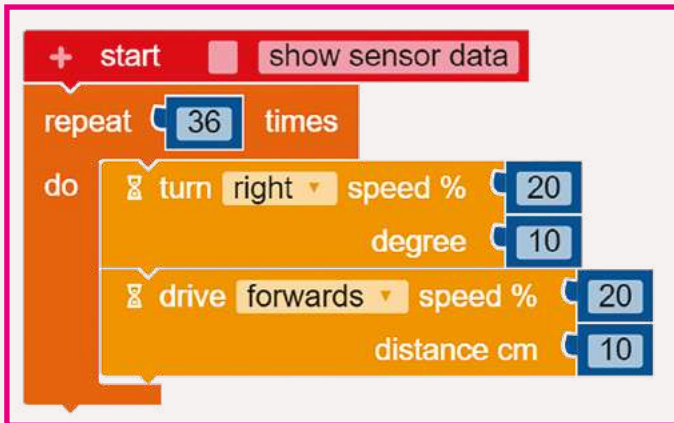 + start show sensor data
repeat 36 times
do turn right speed % 20
degree 10
drive forwards speed % 20
distance cm 10